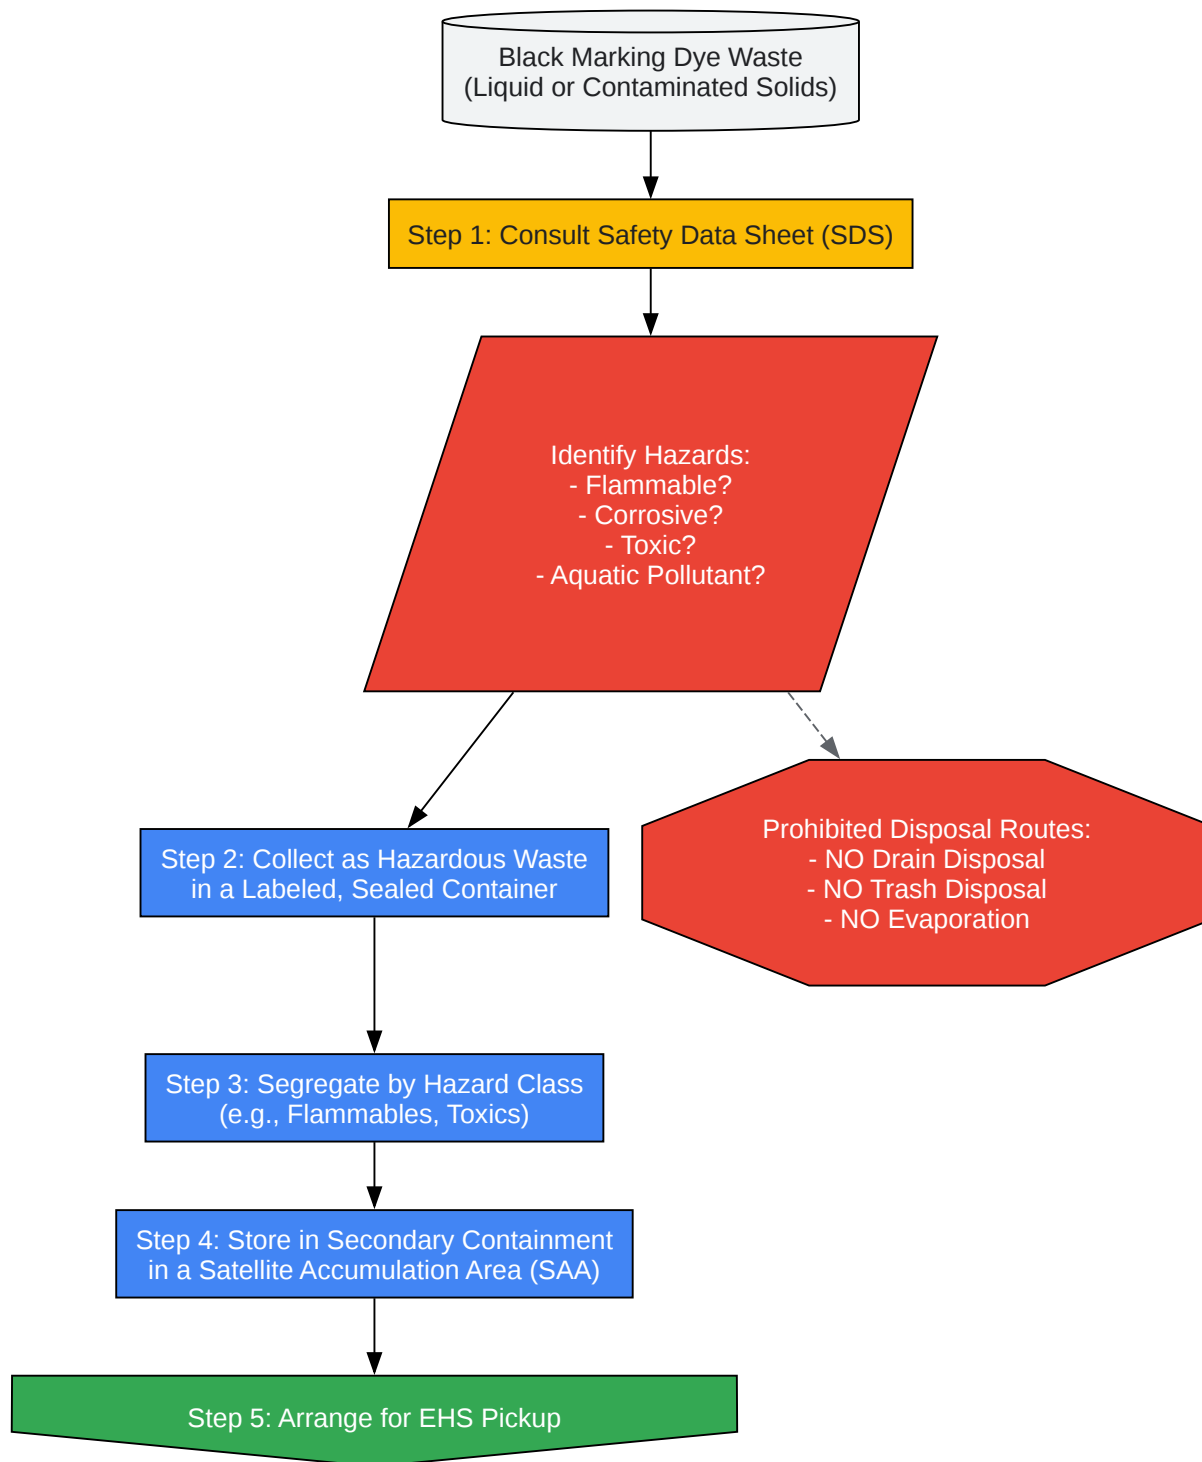 Black Marking Dye Waste
(Liquid or Contaminated Solids)
Step 1: Consult Safety Data Sheet (SDS)
Identify Hazards:
- Flammable?
- Corrosive?
- Toxic?
- Aquatic Pollutant?
Prohibited Disposal Routes:
- NO Drain Disposal
- NO Trash Disposal
- NO Evaporation
Step 2: Collect as Hazardous Waste
in a Labeled, Sealed Container
Step 3: Segregate by Hazard Class
(e.g., Flammables, Toxics)
Step 4: Store in Secondary Containment
in a Satellite Accumulation Area (SAA)
Step 5: Arrange for EHS Pickup